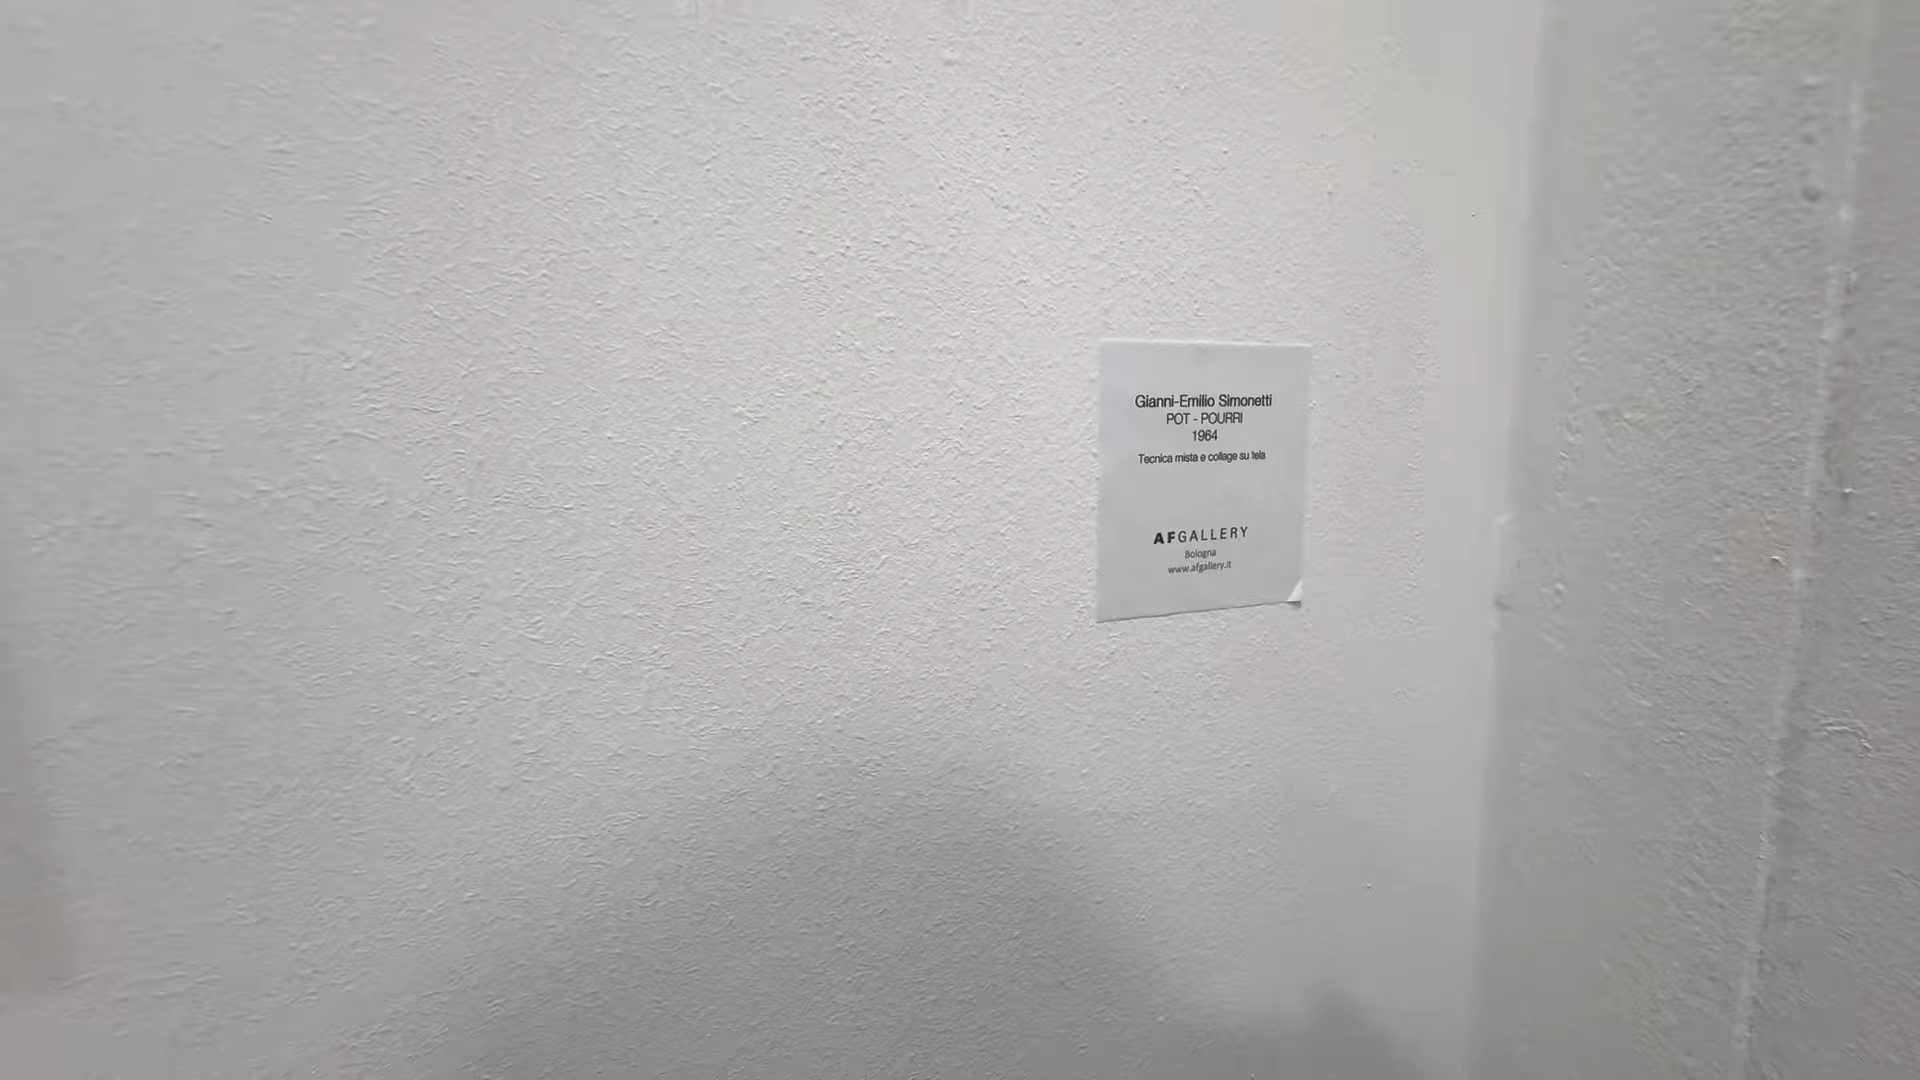 Gianni-Emilio Simonetti
POT - POURRI
1964
Tecnica mista e collage su tela
AFGALLERY
Bologna
www.afgallery.it